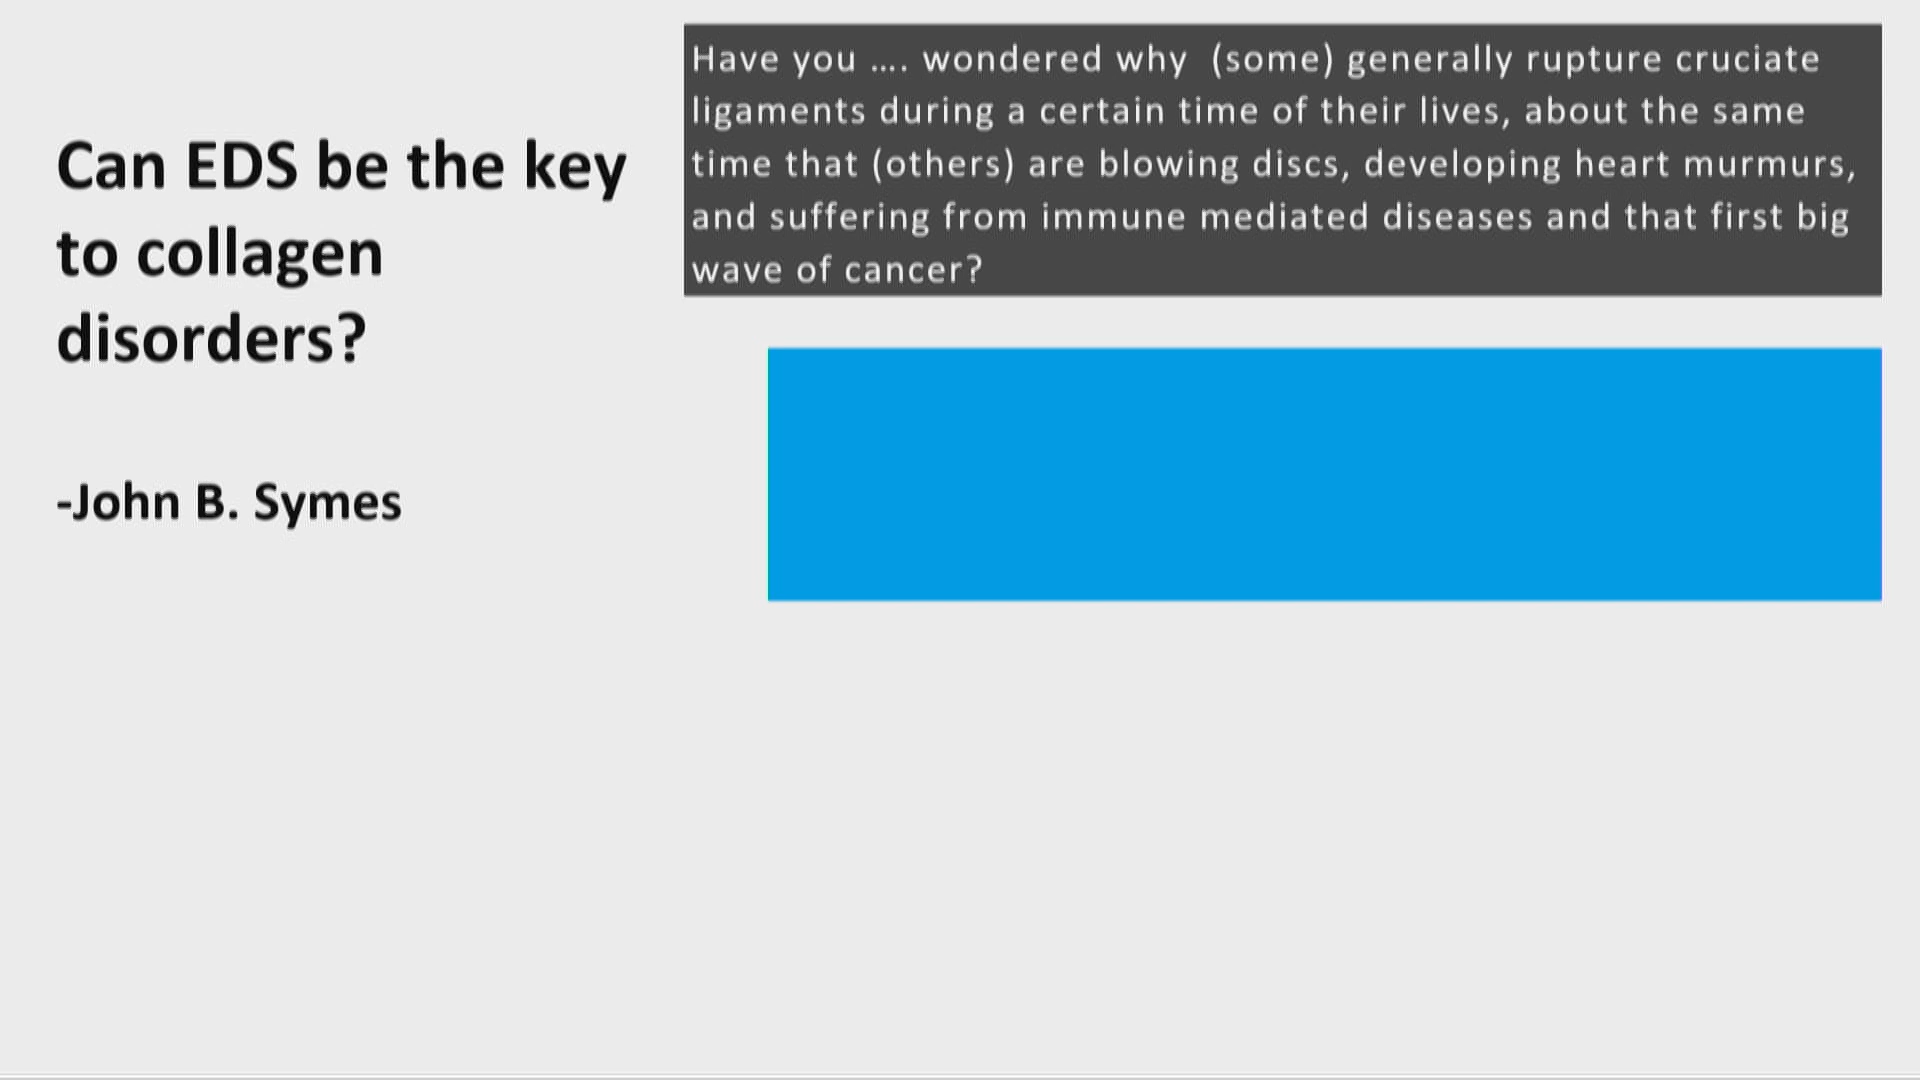 Can EDS be the key
to collagen
disorders?
-John B. Symes
Have you .... wondered why  (some) generally rupture cruciate
ligaments during a certain time of their lives, about the same
time that (others) are blowing discs, developing heart murmurs,
and suffering from immune mediated diseases and that first big
wave of cancer?